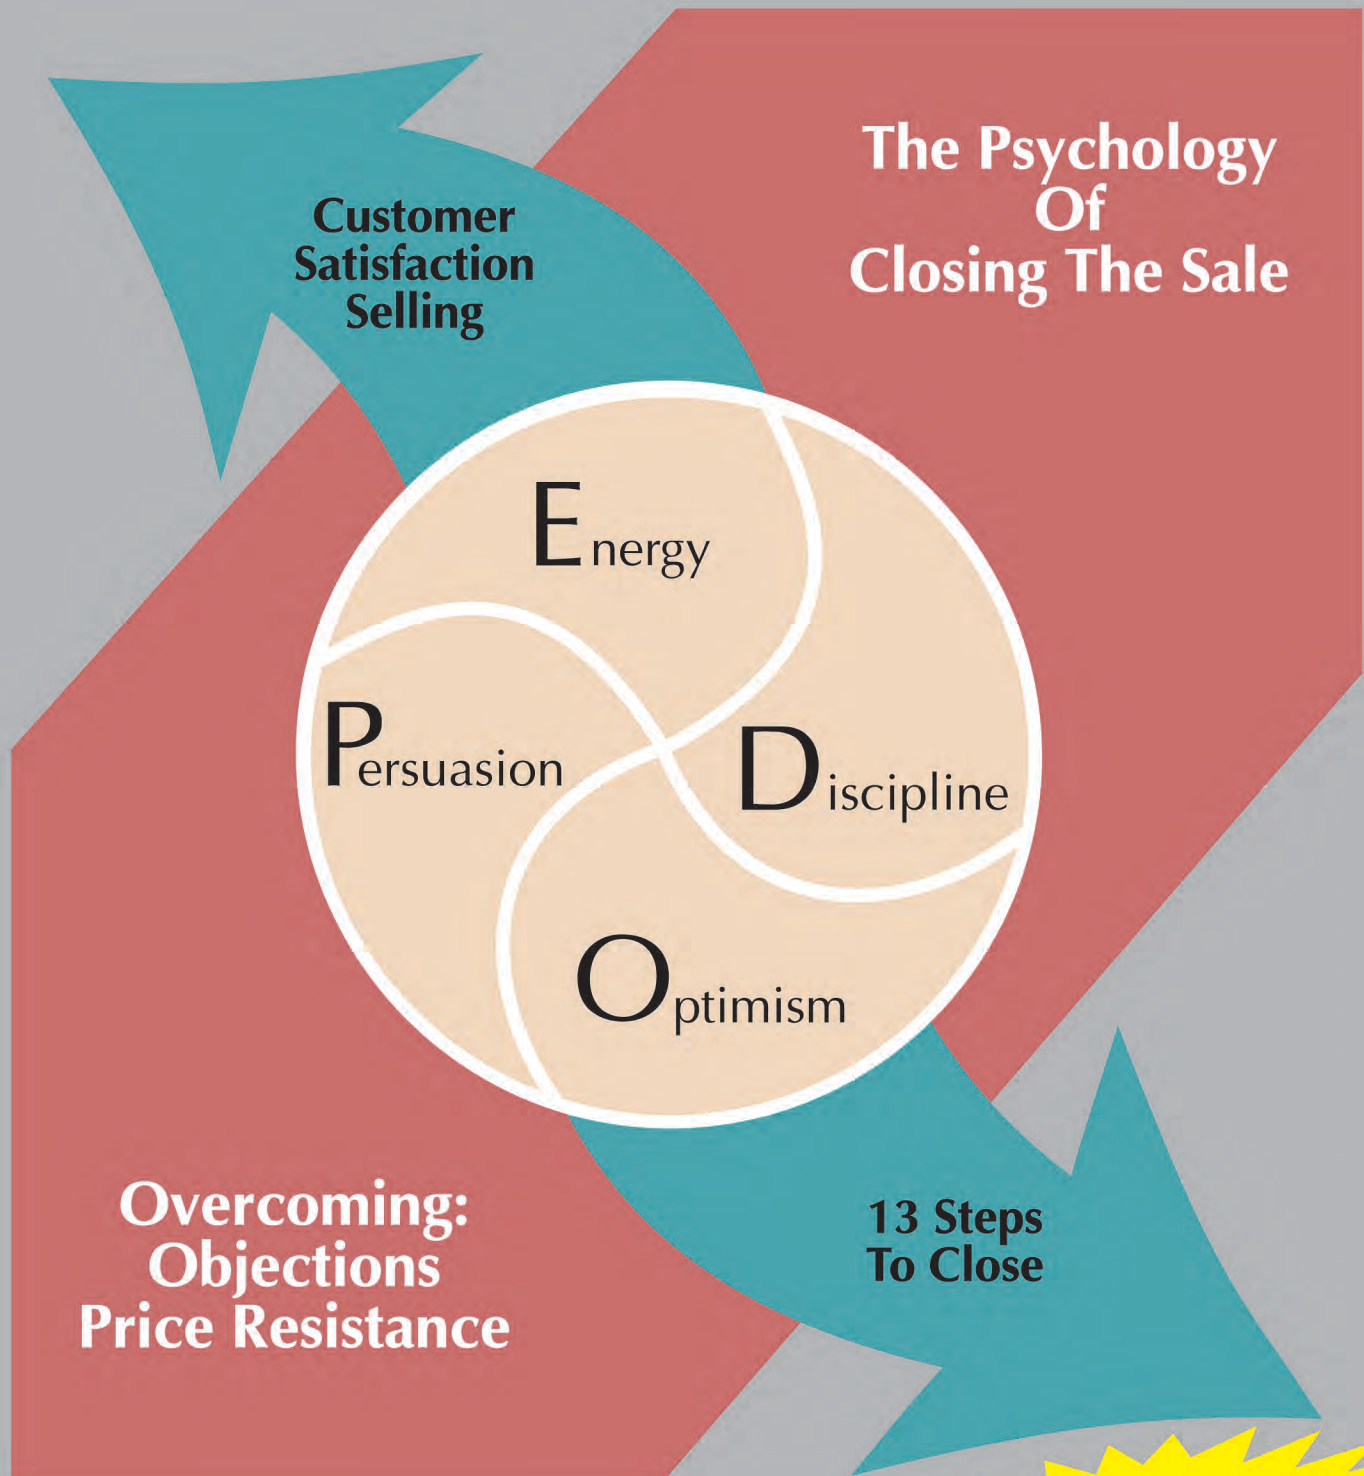 The Psychology
Of
Closing The Sale
Customer
Satisfaction
Selling
Energy
Persuasion
Discipline
Optimism
Overcoming:
Objections
Price Resistance
13 Steps
To Close